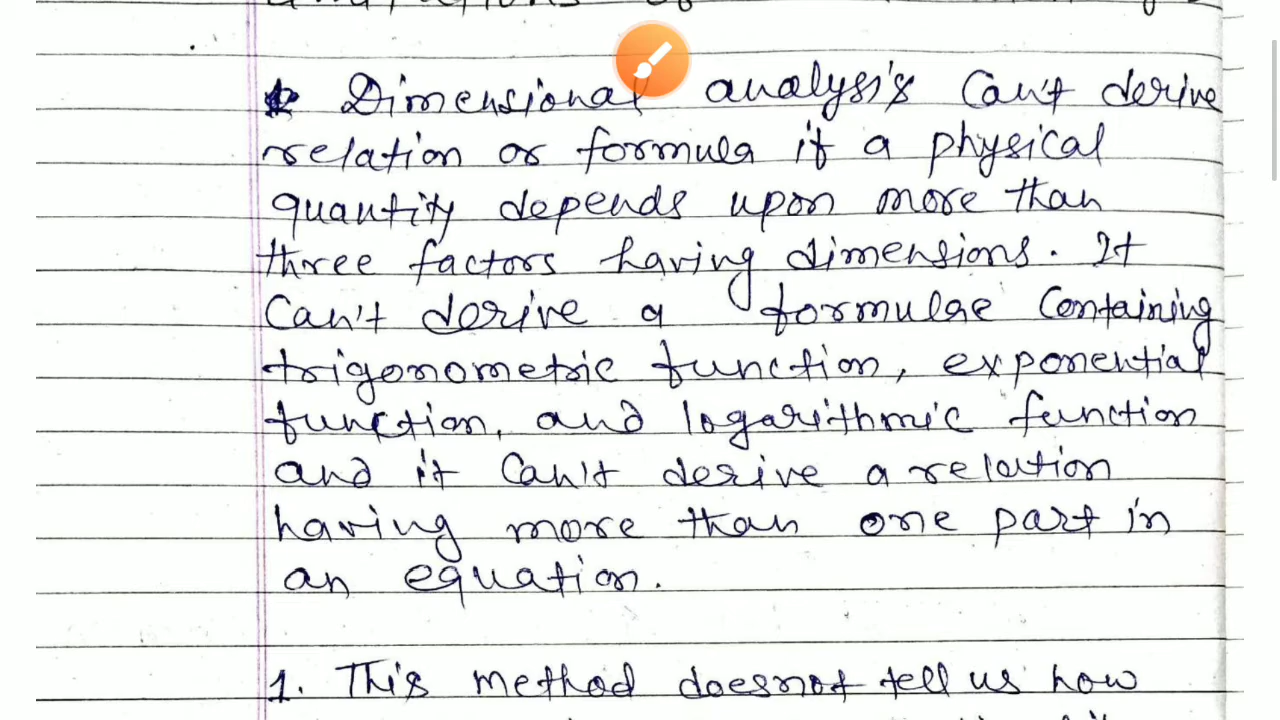 Dimensional analysis can't derive
relation or formula if a physical
quantity depends upon more than
three factors having dimensions. It
Can't derive a formulae Containing
trigonometric function, exponential
function, and logarithmic function
and it can't derive a relation
having more than one part in
an equation.
1. This method doesnot tell us how